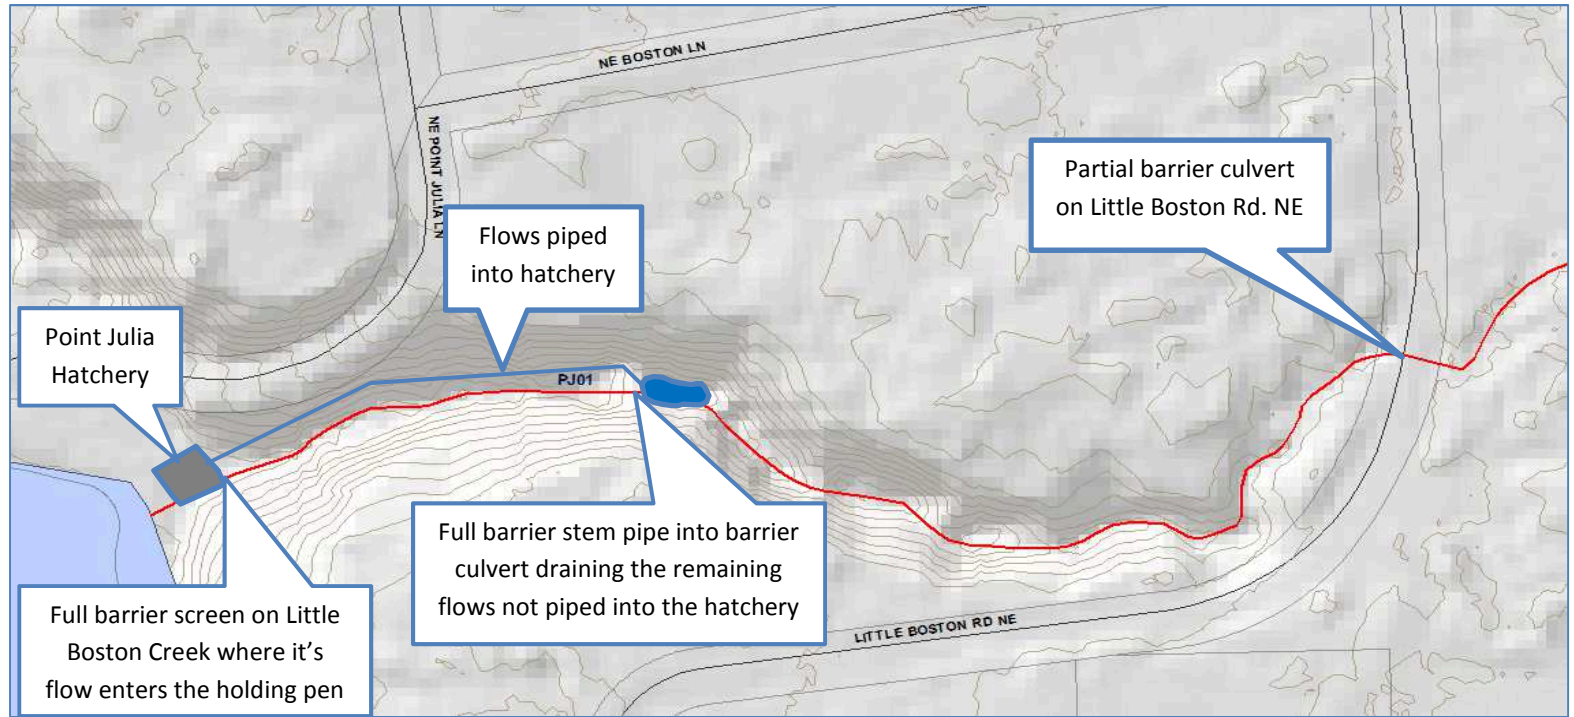 NE BOSTON LN
NE POINT JULIA LN
Partial barrier culvert
on Little Boston Rd. NE
Flows piped
into hatchery
Point Julia
Hatchery
PJ01
Full barrier stem pipe into barrier
culvert draining the remaining
flows not piped into the hatchery
Full barrier screen on Little
Boston Creek where it’s
flow enters the holding pen
LITTLE BOSTON RD NE